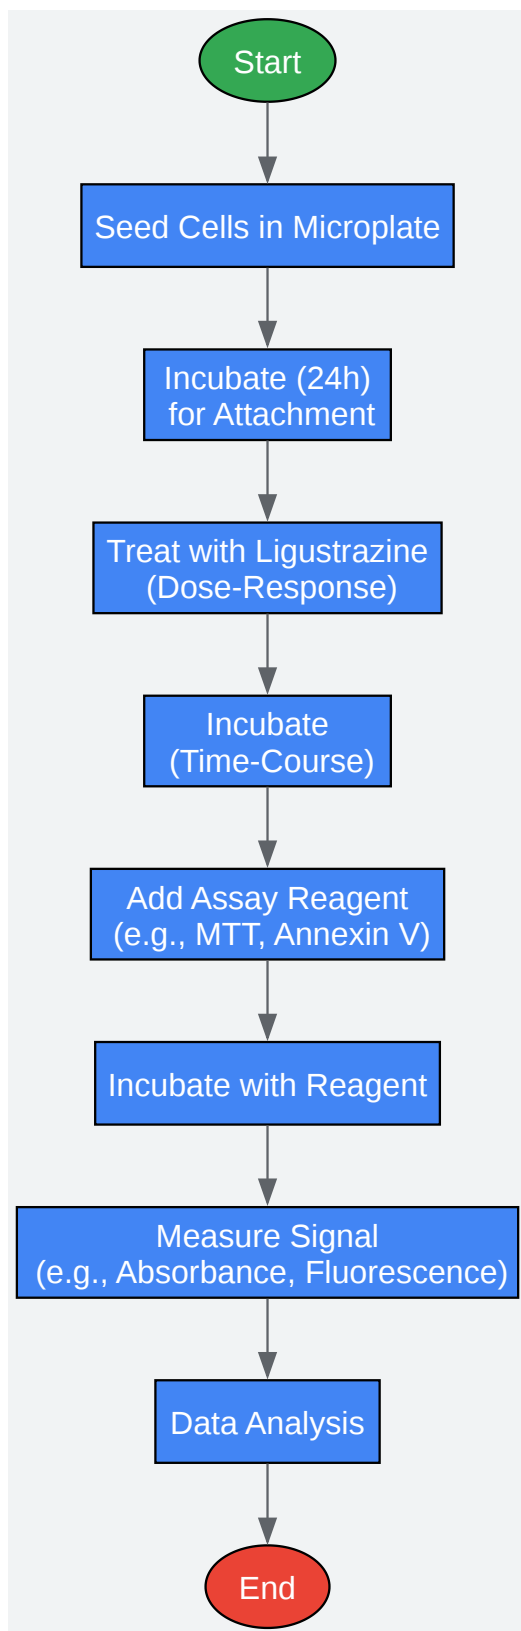 Start
Seed Cells in Microplate
Incubate (24h)
for Attachment
Treat with Ligustrazine
(Dose-Response)
Incubate
(Time-Course)
Add Assay Reagent
(e.g., MTT, Annexin V)
Incubate with Reagent
Measure Signal
(e.g., Absorbance, Fluorescence)
Data Analysis
End